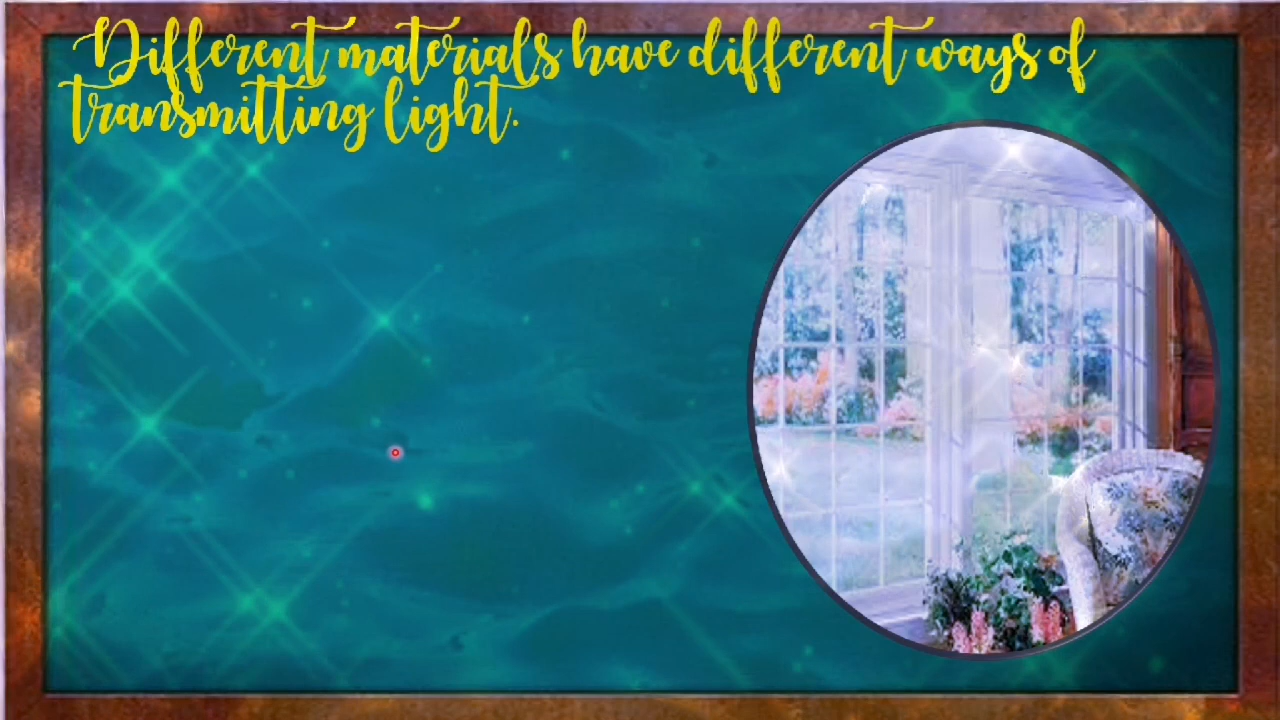 Different materials have different ways of
transmitting light.